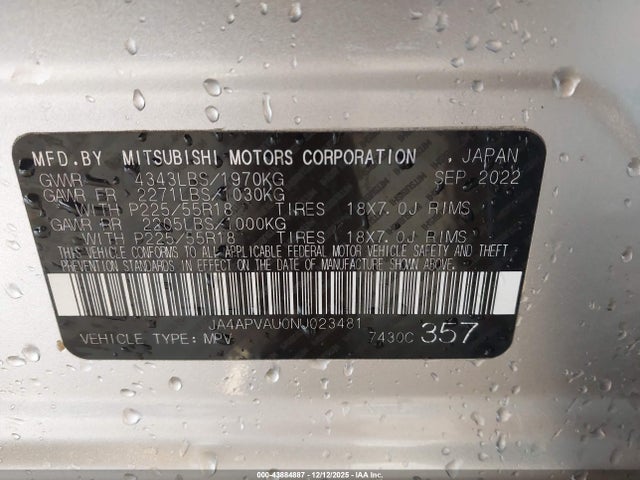 MFD.BY MITSUBISHI MOTORS CORPORATION , JAPAN
GVWR 4343LBS/1970KG SEP.2022
GAWR FR 2271LBS/1030KG
WITH P225/55R18 TIRES 18X7.0J RIMS
GAWR RR 2205LBS/1000KG
WITH P225/55R18 TIRES 18X7.0J RIMS
THIS VEHICLE CONFORMS TO ALL APPLICABLE FEDERAL MOTOR VEHICLE SAFETY AND THEFT
PREVENTION STANDARDS IN EFFECT ON THE DATE OF MANUFACTURE SHOWN ABOVE.
JA4APVAU0NU023481
VEHICLE TYPE: MPV 7430C 357
000-43884887 • 12/12/2025 • IAA Inc.